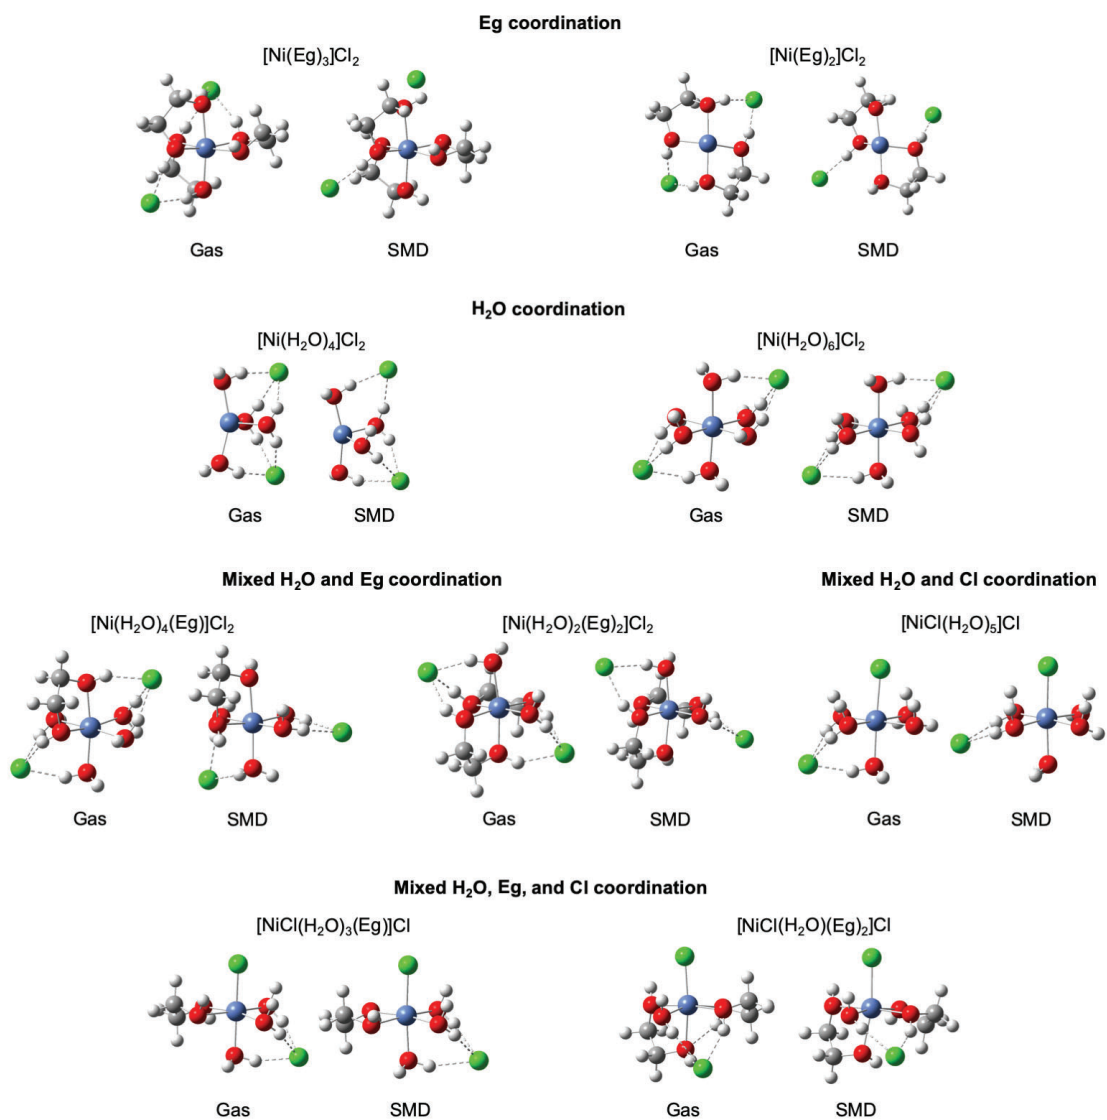 Eg coordination
[Ni(Eg)₃]Cl₂ [Ni(Eg)₂]Cl₂
Gas SMD Gas SMD
H₂O coordination
[Ni(H₂O)₄]Cl₂ [Ni(H₂O)₆]Cl₂
Gas SMD Gas SMD
Mixed H₂O and Eg coordination Mixed H₂O and Cl coordination
[Ni(H₂O)₄(Eg)]Cl₂ [Ni(H₂O)₂(Eg)₂]Cl₂ [NiCl(H₂O)₅]Cl
Gas SMD Gas SMD Gas SMD
Mixed H₂O, Eg, and Cl coordination
[NiCl(H₂O)₃(Eg)]Cl [NiCl(H₂O)(Eg)₂]Cl
Gas SMD Gas SMD